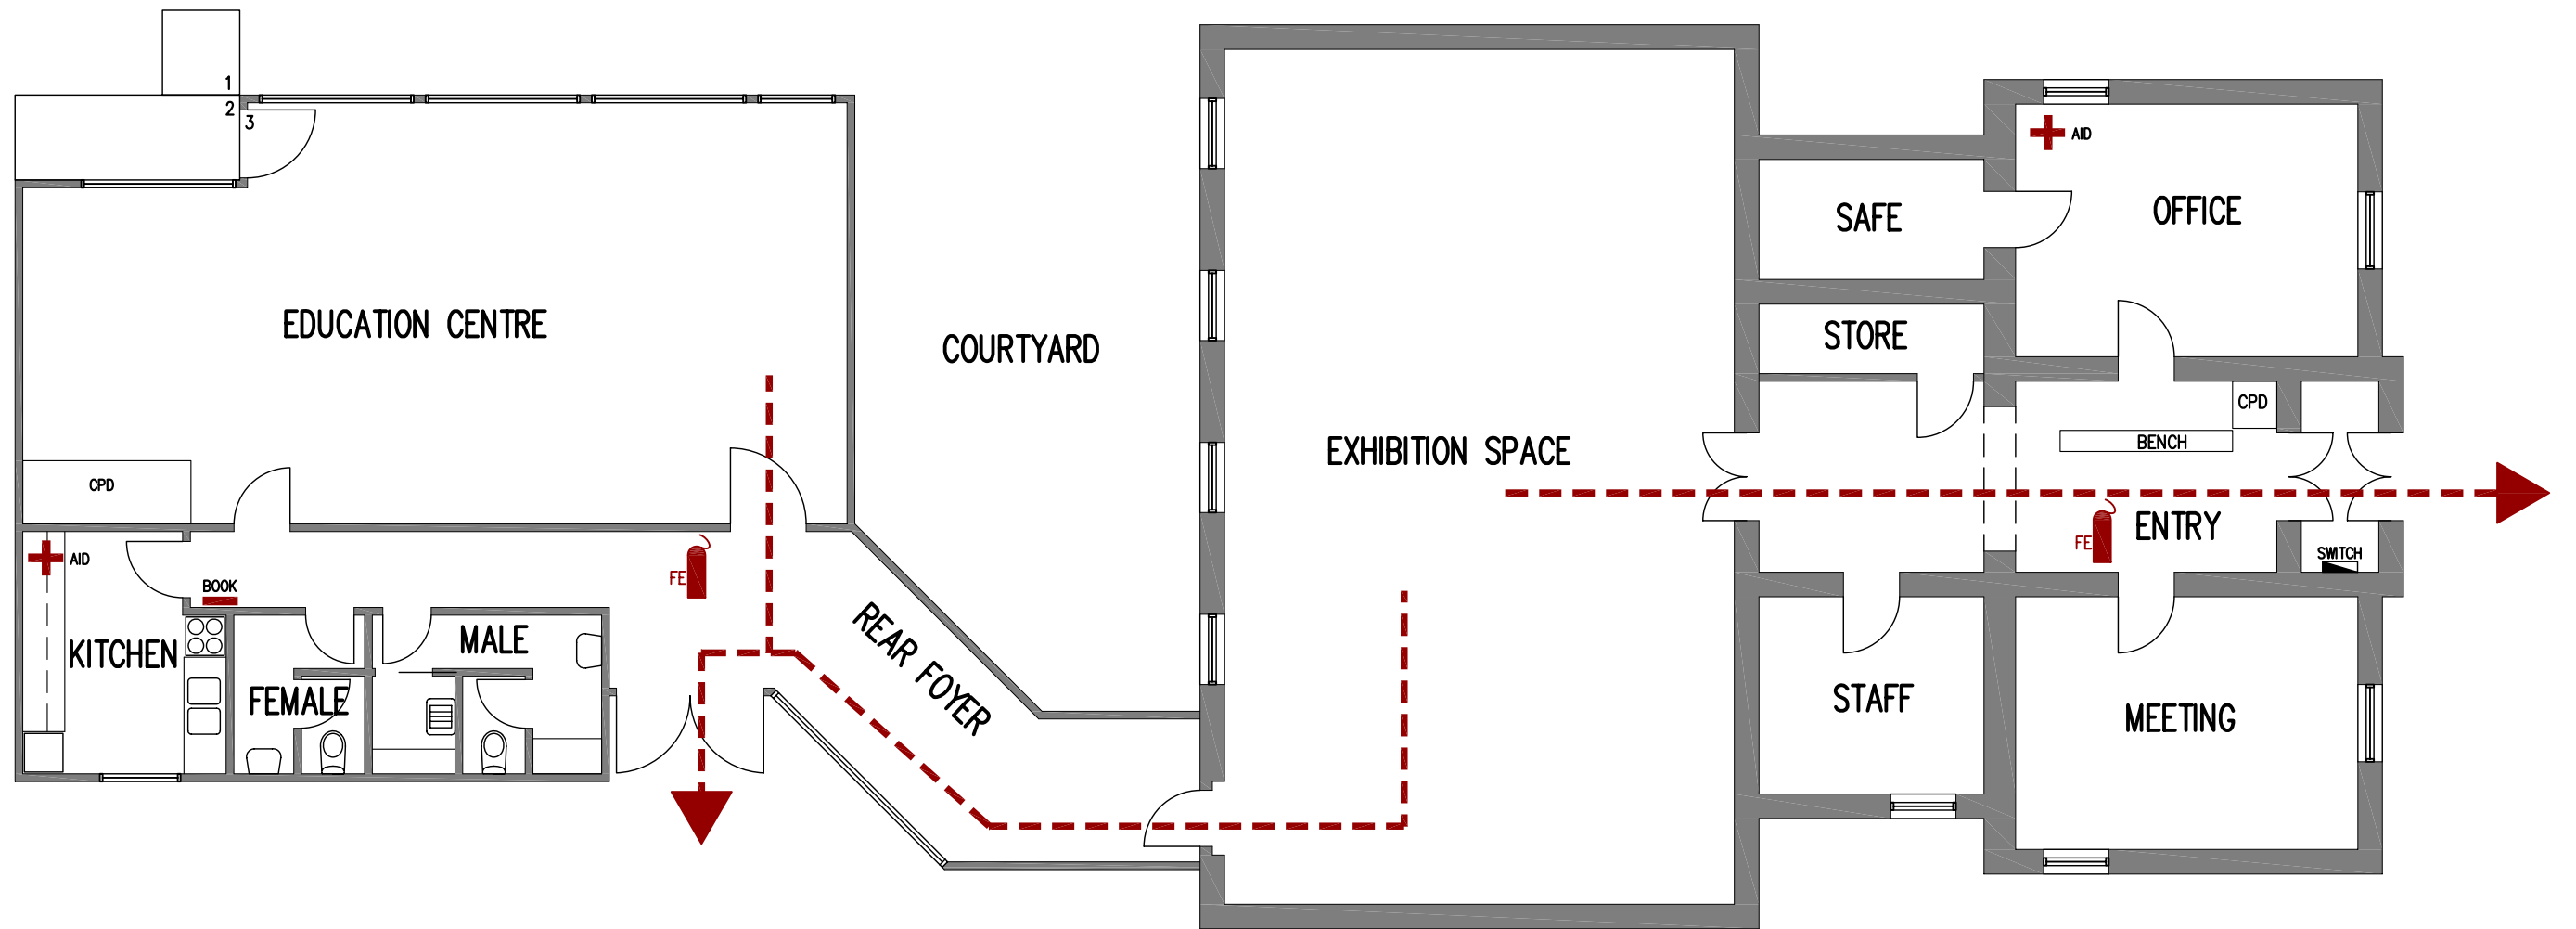 1
2
3
AID
SAFE
OFFICE
EDUCATION CENTRE
COURTYARD
STORE
CPD
EXHIBITION SPACE
BENCH
CPD
ENTRY
FE
SWITCH
AID
BOOK
FE
KITCHEN
MALE
FEMALE
REAR FOYER
STAFF
MEETING